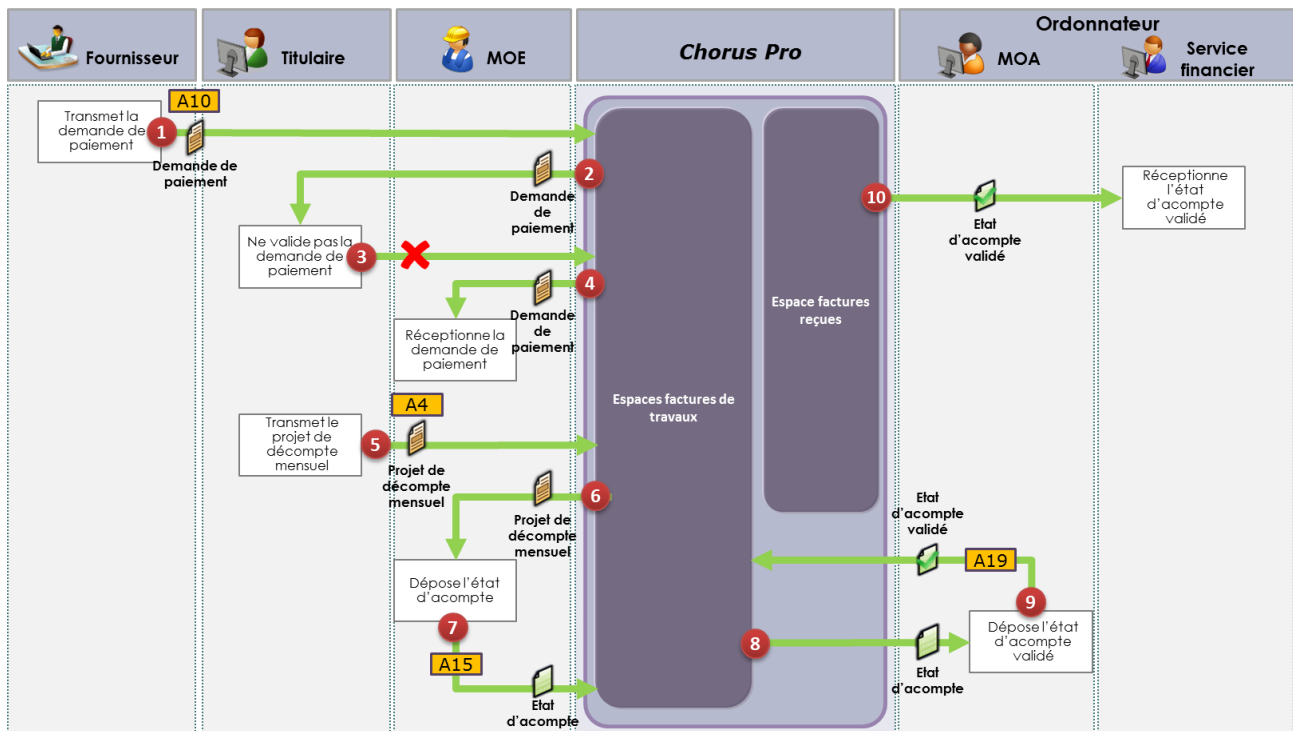 Fournisseur
Titulaire
MOE
Chorus Pro
Ordonnateur
MOA
Service
financier
A10
Transmet la
demande de
paiement
1
Demande de
paiement
2
Demande
de
paiement
Ne valide pas la
demande de
paiement
3
4
Demande
de
paiement
Réceptionne la
demande de
paiement
A4
Transmet le
projet de
décompte
mensuel
5
Projet de
décompte
mensuel
6
Projet de
décompte
mensuel
Dépose l'état
d'acompte
7
A15
Etat
d'acompte
Espaces factures de
travaux
Espace factures
reçues
10
Etat
d'acompte
validé
Réceptionne
l'état
d'acompte
validé
Etat
d'acompte
validé
A19
9
8
Dépose l'état
d'acompte
validé
Etat
d'acompte